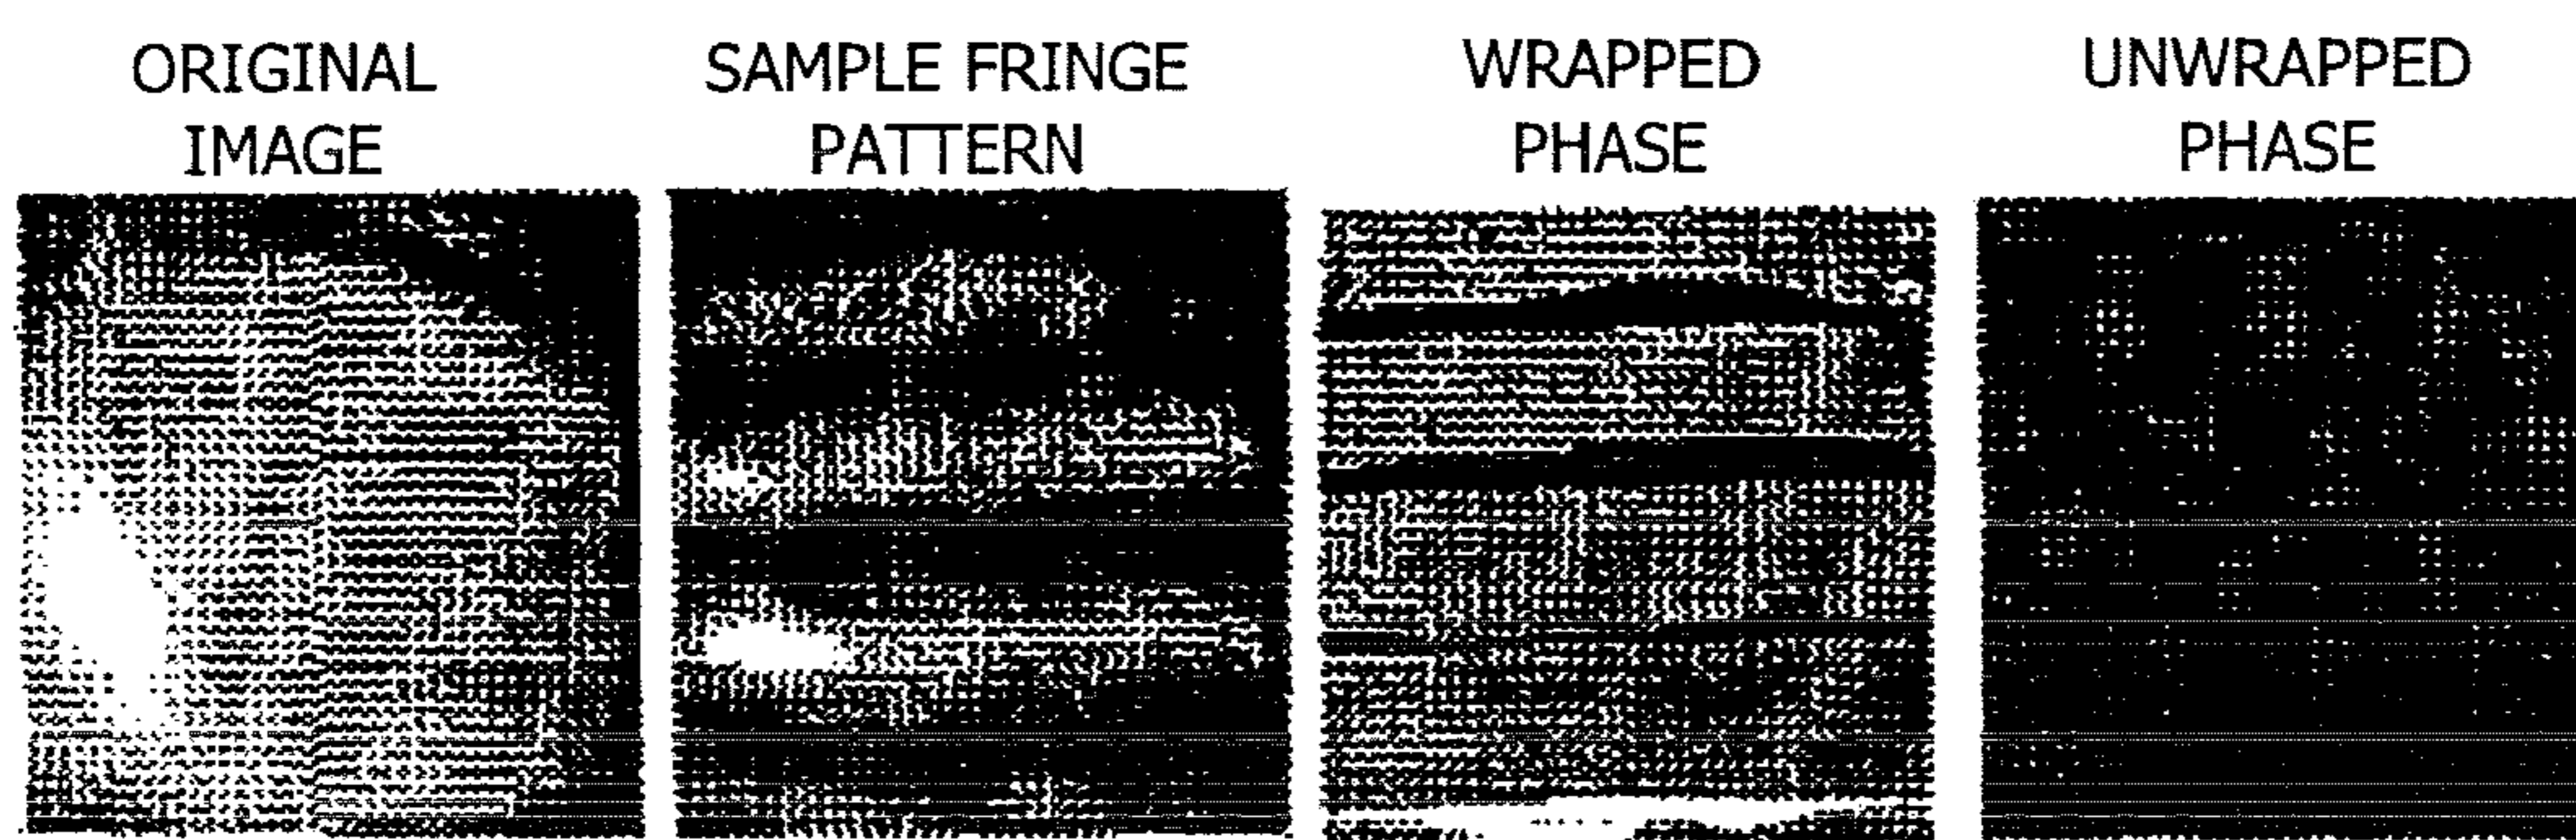 ORIGINAL
IMAGE
SAMPLE FRINGE
PATTERN
WRAPPED
PHASE
UNWRAPPED
PHASE